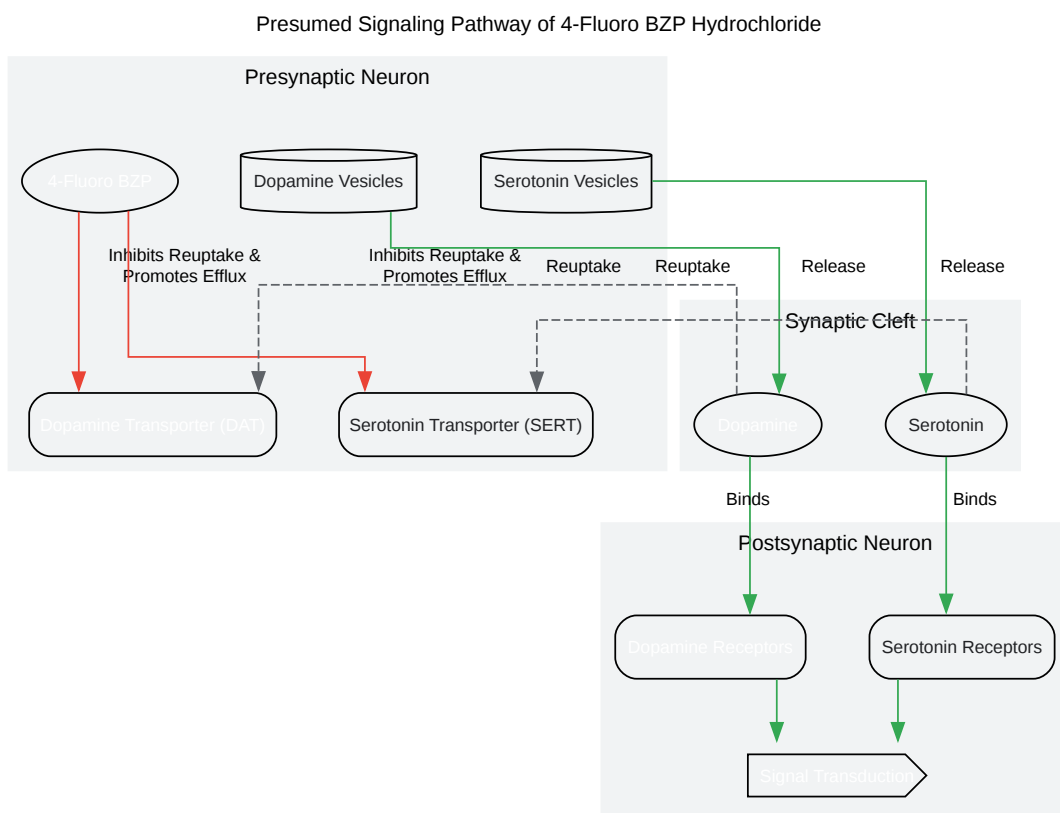 Presumed Signaling Pathway of 4-Fluoro BZP Hydrochloride
Presynaptic Neuron
4-Fluoro BZP
Dopamine Vesicles
Serotonin Vesicles
Inhibits Reuptake &
Promotes Efflux
Inhibits Reuptake &
Promotes Efflux
Reuptake
Reuptake
Release
Release
Synaptic Cleft
Dopamine Transporter (DAT)
Serotonin Transporter (SERT)
Dopamine
Serotonin
Binds
Binds
Postsynaptic Neuron
Dopamine Receptors
Serotonin Receptors
Signal Transduction